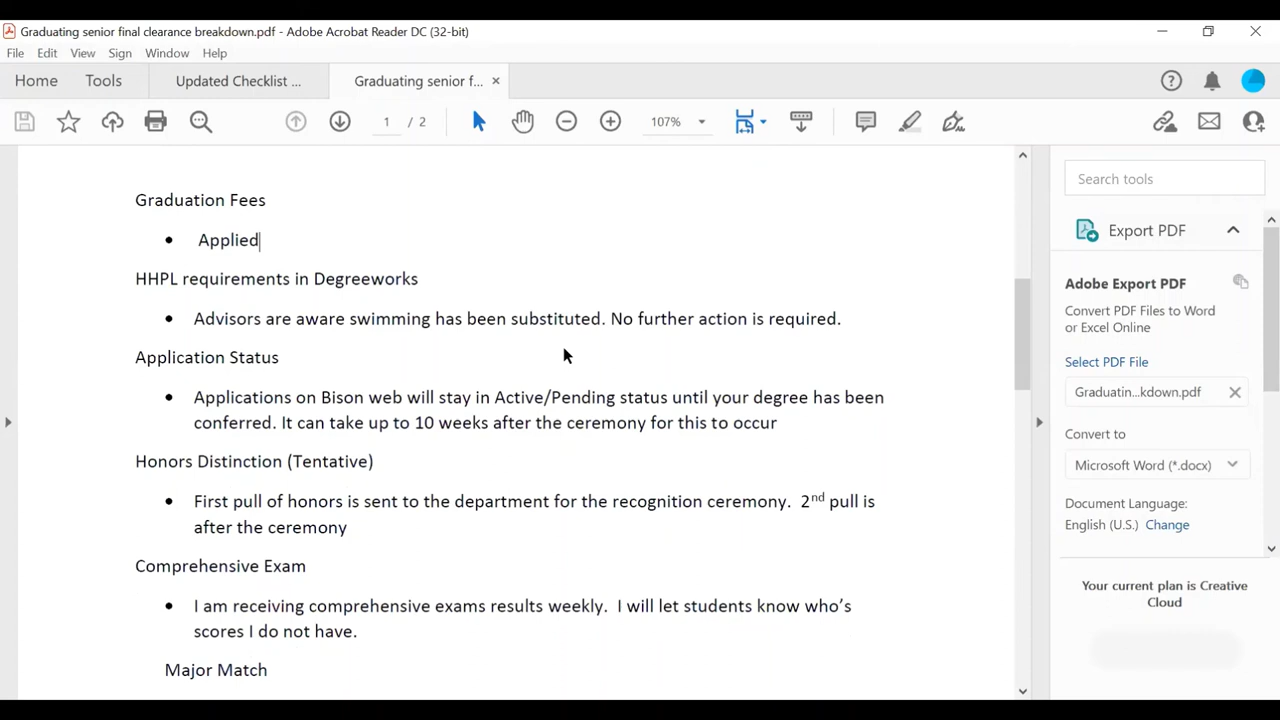 Graduating senior final clearance breakdown.pdf - Adobe Acrobat Reader DC (32-bit)
File Edit View Sign Window Help
Home Tools Updated Checklist ... Graduating senior f... ×
1 / 2 107%
Graduation Fees
• Applied
HHPL requirements in Degreeworks
• Advisors are aware swimming has been substituted. No further action is required.
Application Status
• Applications on Bison web will stay in Active/Pending status until your degree has been
conferred. It can take up to 10 weeks after the ceremony for this to occur
Honors Distinction (Tentative)
• First pull of honors is sent to the department for the recognition ceremony. 2nd pull is
after the ceremony
Comprehensive Exam
• I am receiving comprehensive exams results weekly. I will let students know who's
scores I do not have.
Major Match
Search tools
Export PDF
Adobe Export PDF
Convert PDF Files to Word
or Excel Online
Select PDF File
Graduatin...kdown.pdf
Convert to
Microsoft Word (*.docx)
Document Language:
English (U.S.) Change
Your current plan is Creative
Cloud